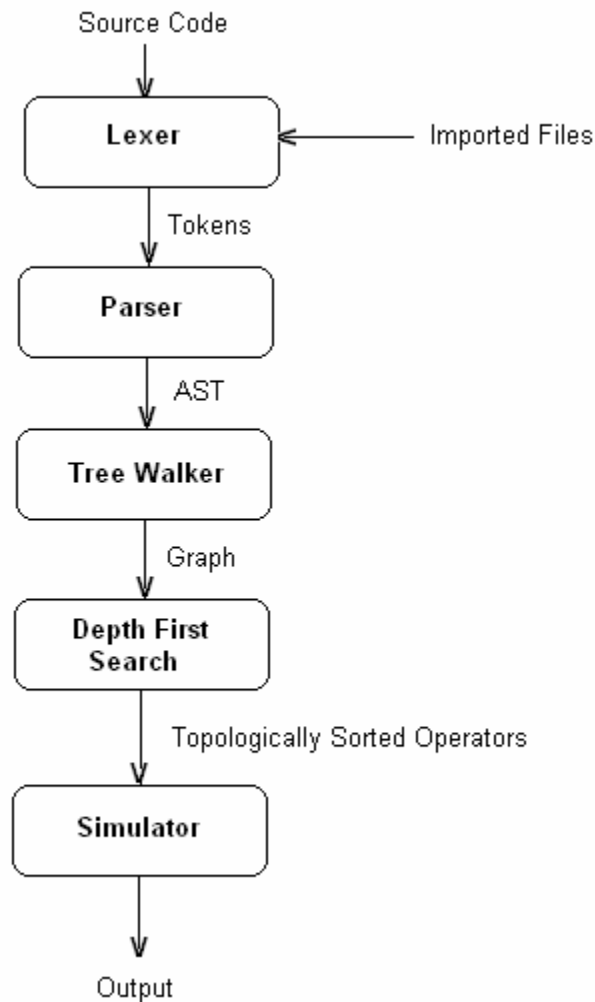 Source Code
Lexer
Imported Files
Tokens
Parser
AST
Tree Walker
Graph
Depth First
Search
Topologically Sorted Operators
Simulator
Output